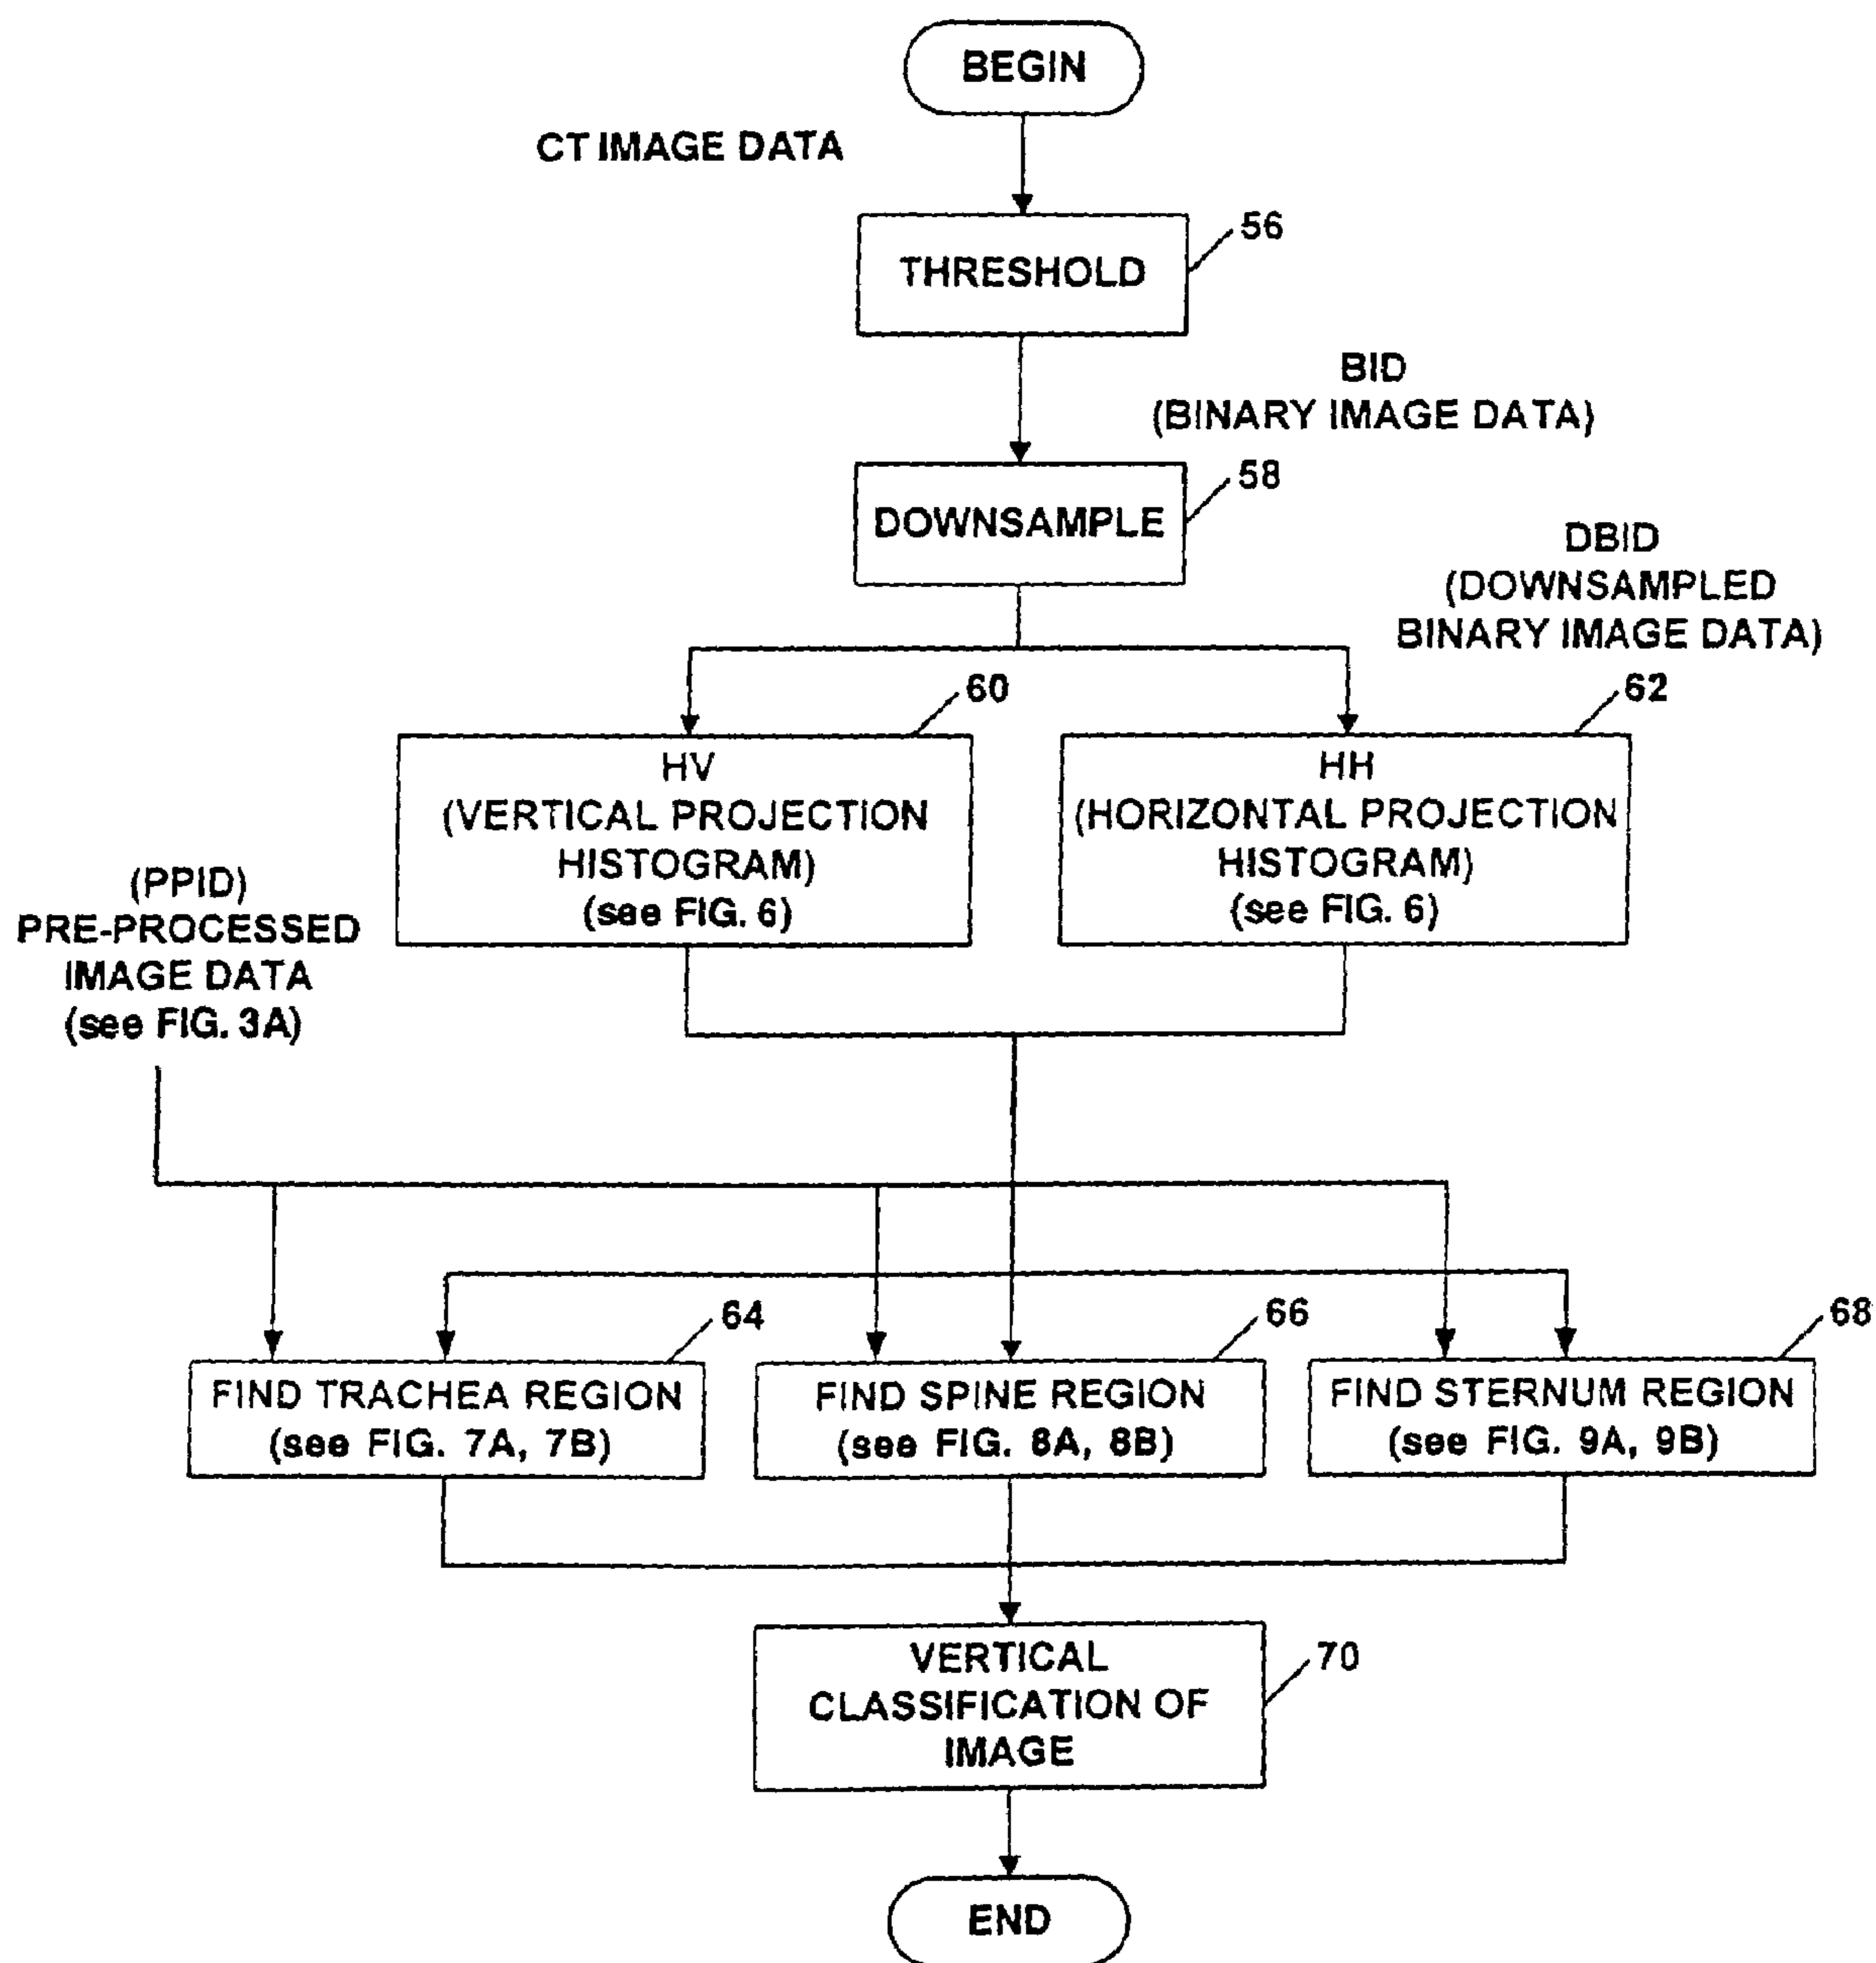 BEGIN
CT IMAGE DATA
56
THRESHOLD
BID
(BINARY IMAGE DATA)
58
DOWNSAMPLE
DBID
(DOWNSAMPLED
BINARY IMAGE DATA)
60
HV
(VERTICAL PROJECTION
HISTOGRAM)
(see FIG. 6)
62
HH
(HORIZONTAL PROJECTION
HISTOGRAM)
(see FIG. 6)
(PPID)
PRE-PROCESSED
IMAGE DATA
(see FIG. 3A)
64
FIND TRACHEA REGION
(see FIG. 7A, 7B)
66
FIND SPINE REGION
(see FIG. 8A, 8B)
68
FIND STERNUM REGION
(see FIG. 9A, 9B)
70
VERTICAL
CLASSIFICATION OF
IMAGE
END